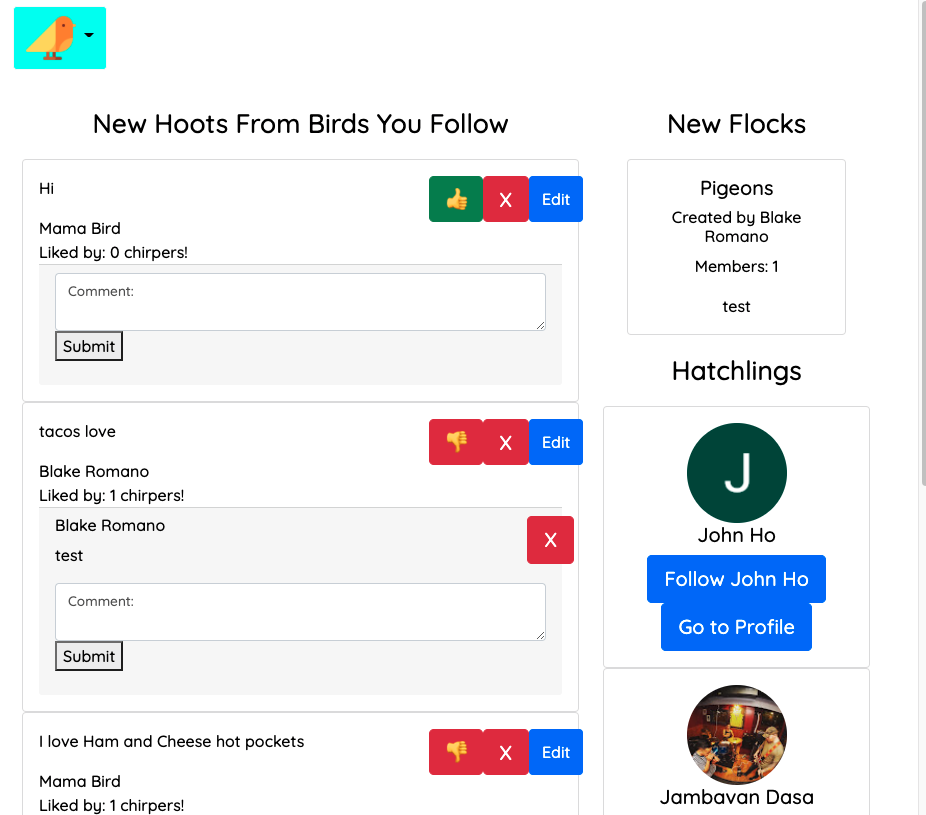 New Hoots From Birds You Follow
Hi
X
Edit
Mama Bird
Liked by: 0 chirpers!
Comment:
Submit
tacos love
X
Edit
Blake Romano
Liked by: 1 chirpers!
Blake Romano
X
test
Comment:
Submit
I love Ham and Cheese hot pockets
X
Edit
Mama Bird
Liked by: 1 chirpers!
New Flocks
Pigeons
Created by Blake
Romano
Members: 1
test
Hatchlings
J
John Ho
Follow John Ho
Go to Profile
Jambavan Dasa